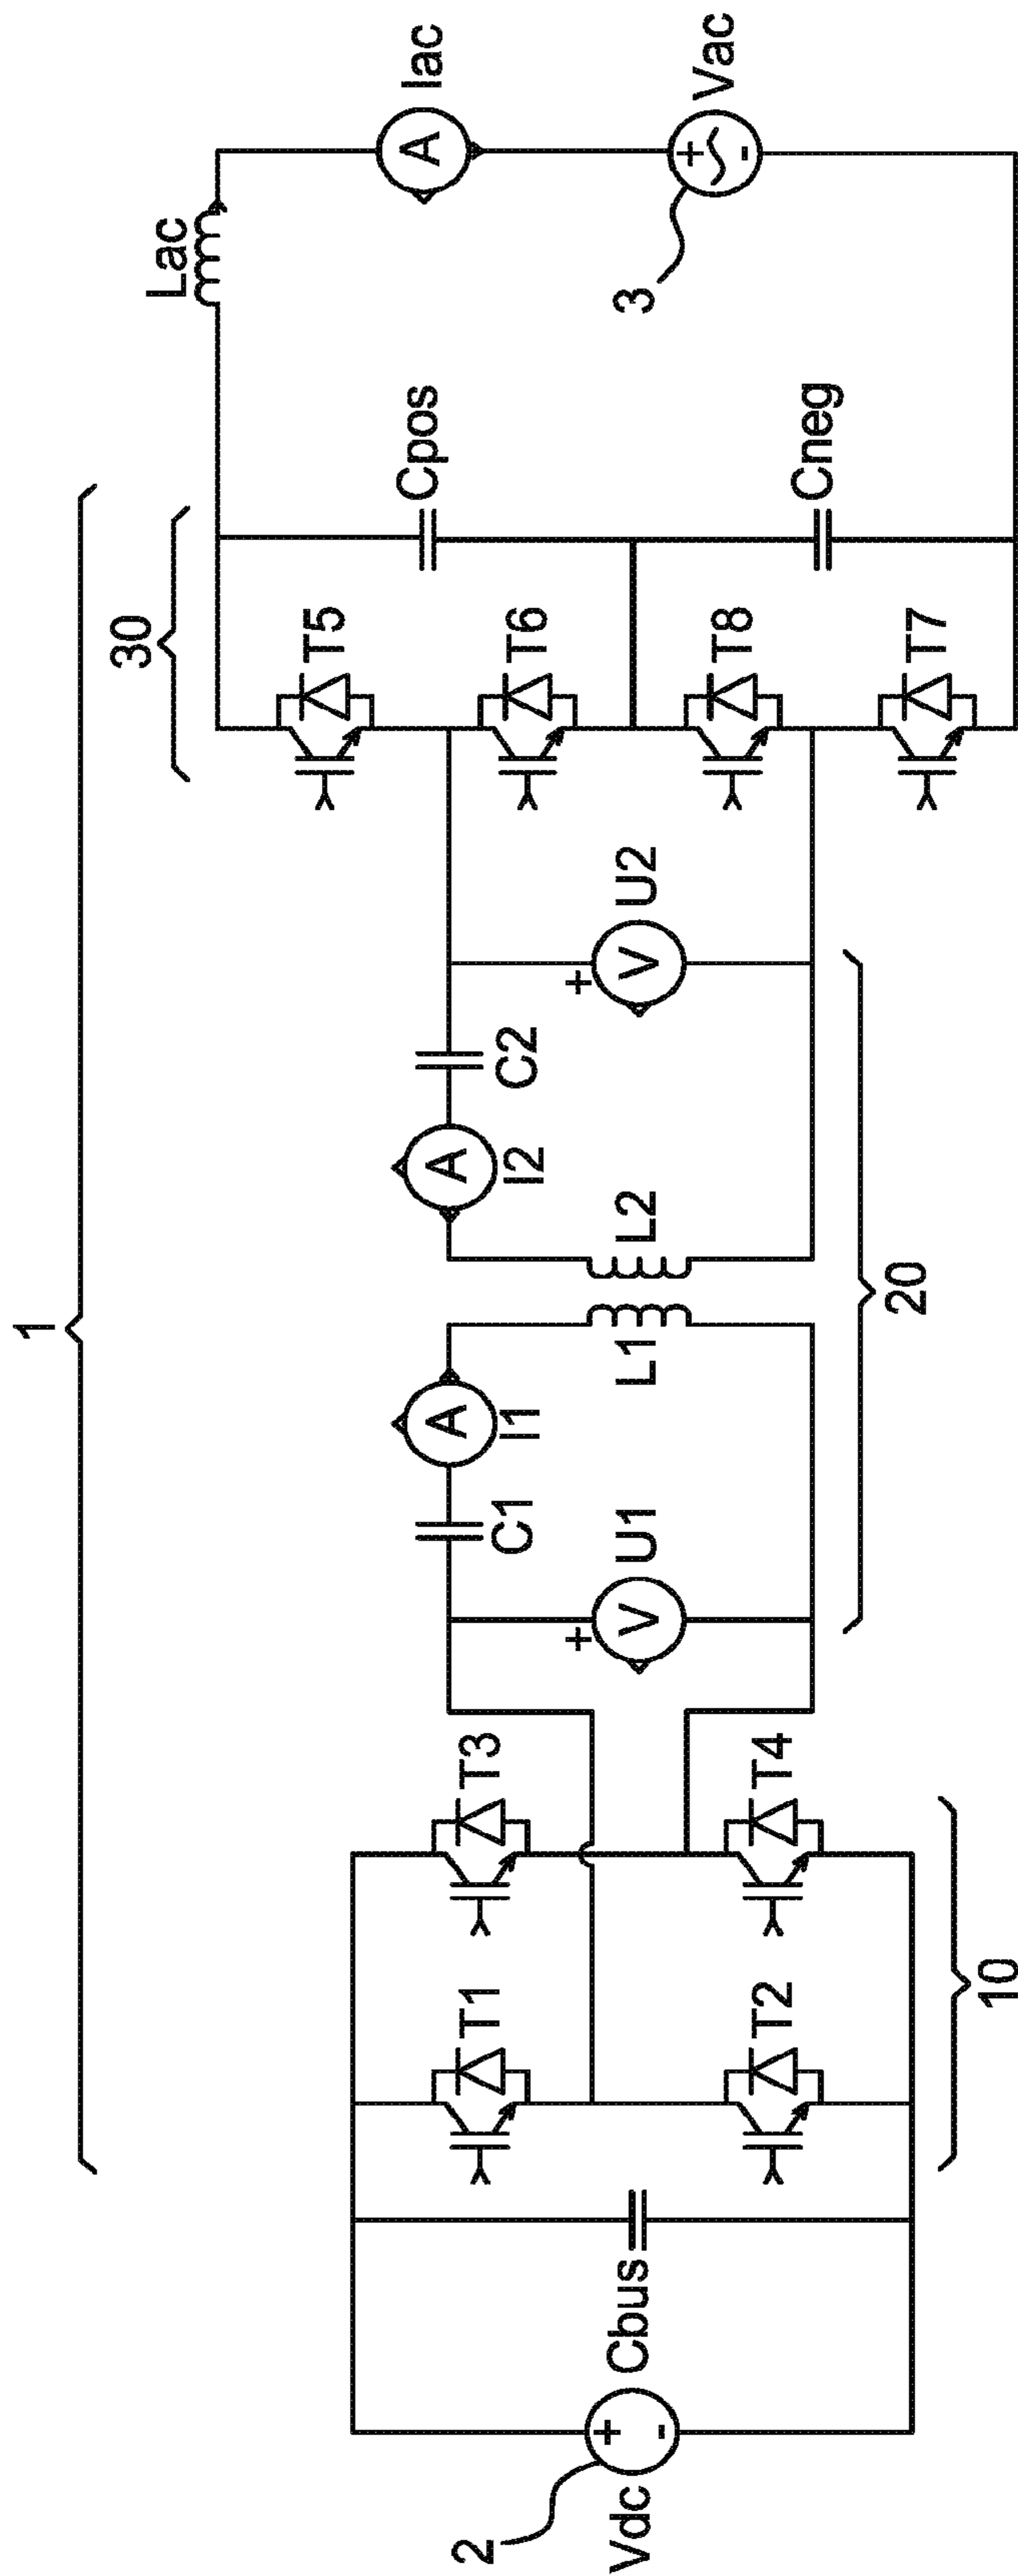 1
30
Lac
A
Iac
Cpos
T5
T6
T8
T7
Cneg
+
-
Vac
3
C1
A
I1
A
I2
C2
+
V
U1
L1
L2
+
V
U2
20
T1
T3
T2
T4
10
Cbus
+
-
Vdc
2